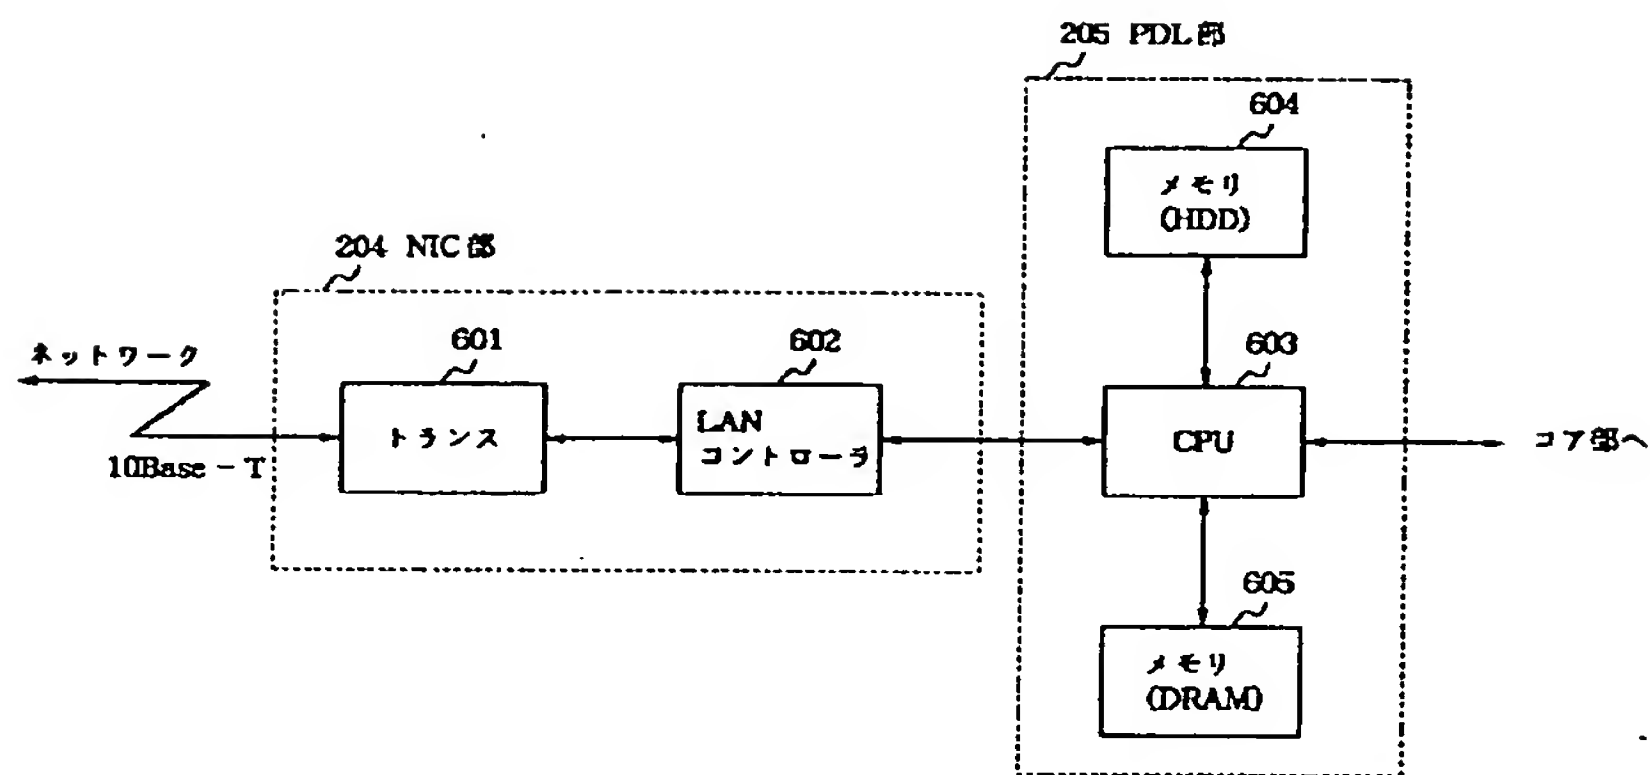 205 PDL部
604
メモリ
(HDD)
204 NIC部
ネットワーク
601
602
603
トランス
LAN
コントローラ
CPU
コア部へ
10Base-T
605
メモリ
(DRAM)